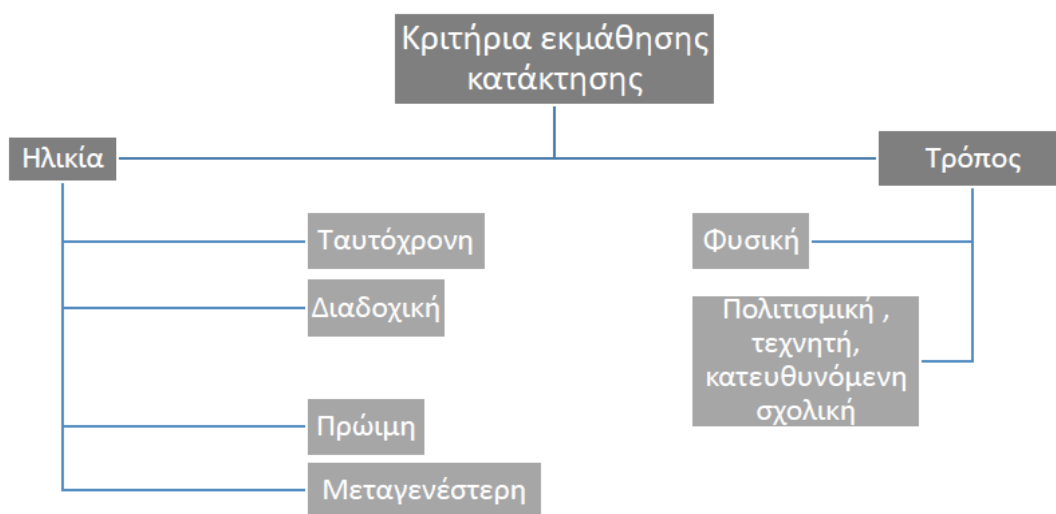 Κριτήρια εκμάθησης
κατάκτησης
Ηλικία
Τρόπος
Ταυτόχρονη
Διαδοχική
Πρώιμη
Μεταγενέστερη
Φυσική
Πολιτισμική ,
τεχνητή,
κατευθυνόμενη
σχολική